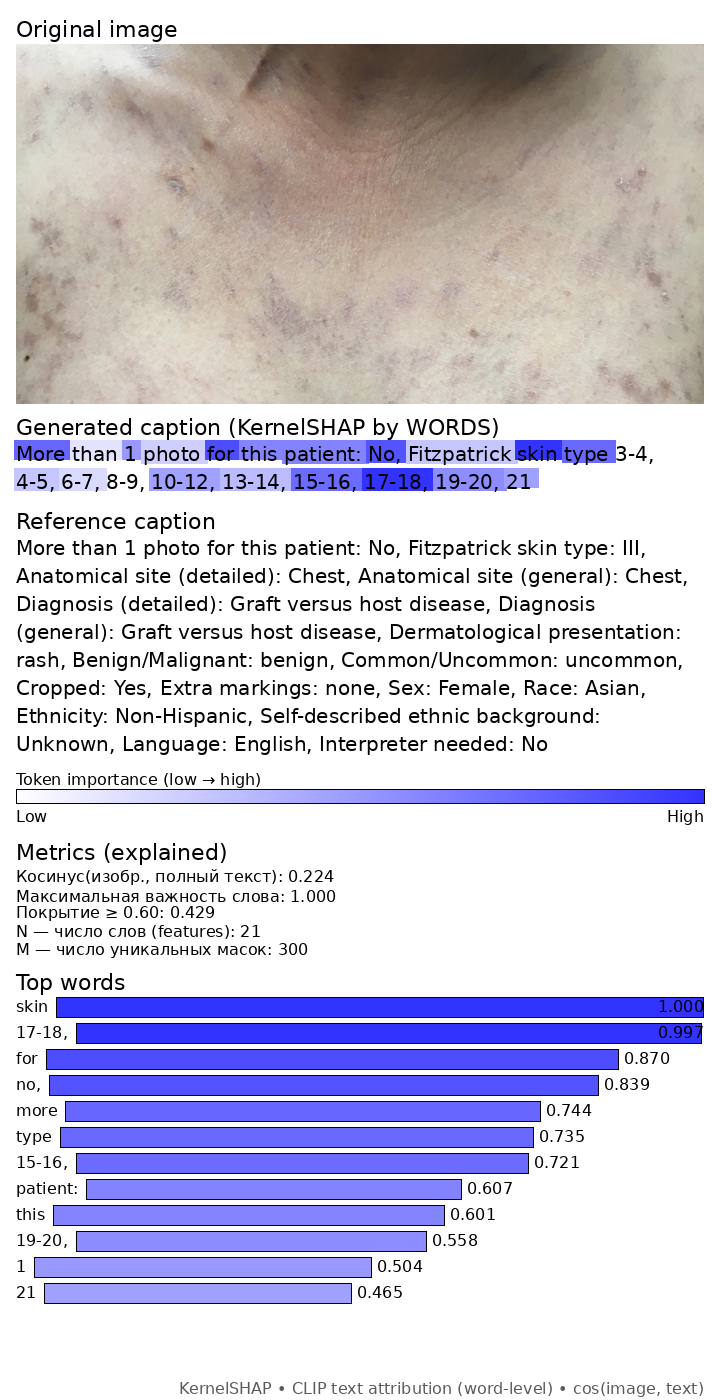 Original image
Generated caption (KernelSHAP by WORDS)
More than 1 photo for this patient: No, Fitzpatrick skin type 3-4,
4-5, 6-7, 8-9, 10-12, 13-14, 15-16, 17-18, 19-20, 21
Reference caption
More than 1 photo for this patient: No, Fitzpatrick skin type: III,
Anatomical site (detailed): Chest, Anatomical site (general): Chest,
Diagnosis (detailed): Graft versus host disease, Diagnosis
(general): Graft versus host disease, Dermatological presentation:
rash, Benign/Malignant: benign, Common/Uncommon: uncommon,
Cropped: Yes, Extra markings: none, Sex: Female, Race: Asian,
Ethnicity: Non-Hispanic, Self-described ethnic background:
Unknown, Language: English, Interpreter needed: No
Token importance (low → high)
Low High
Metrics (explained)
Косинус(изобр., полный текст): 0.224
Максимальная важность слова: 1.000
Покрытие ≥ 0.60: 0.429
N — число слов (features): 21
M — число уникальных масок: 300
Top words
skin 1.000
17-18, 0.997
for 0.870
no, 0.839
more 0.744
type 0.735
15-16, 0.721
patient: 0.607
this 0.601
19-20, 0.558
1 0.504
21 0.465
KernelSHAP • CLIP text attribution (word-level) • cos(image, text)